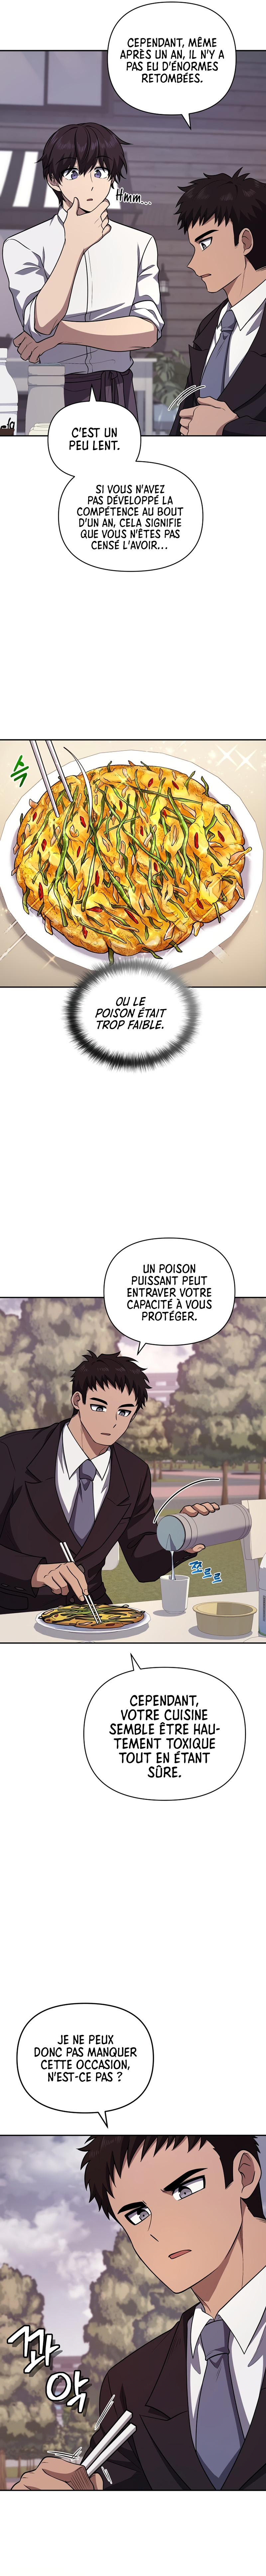 CEPENDANT, MÊME
APRÈS UN AN, IL N'Y A
PAS EU D'ÉNORMES
RETOMBÉES.
Hmm...
C'EST UN
PEU LENT.
SI VOUS N'AVEZ
PAS DÉVELOPPÉ LA
COMPÉTENCE AU BOUT
D'UN AN, CELA SIGNIFIE
QUE VOUS N'ÊTES PAS
CENSÉ L'AVOIR...
슥
OU LE
POISON ÉTAIT
TROP FAIBLE.
UN POISON
PUISSANT PEUT
ENTRAVER VOTRE
CAPACITÉ À VOUS
PROTÉGER.
쪼르르
CEPENDANT,
VOTRE CUISINE
SEMBLE ÊTRE HAU-
TEMENT TOXIQUE
TOUT EN ÉTANT
SÛRE.
JE NE PEUX
DONC PAS MANQUER
CETTE OCCASION,
N'EST-CE PAS ?
꽈
악